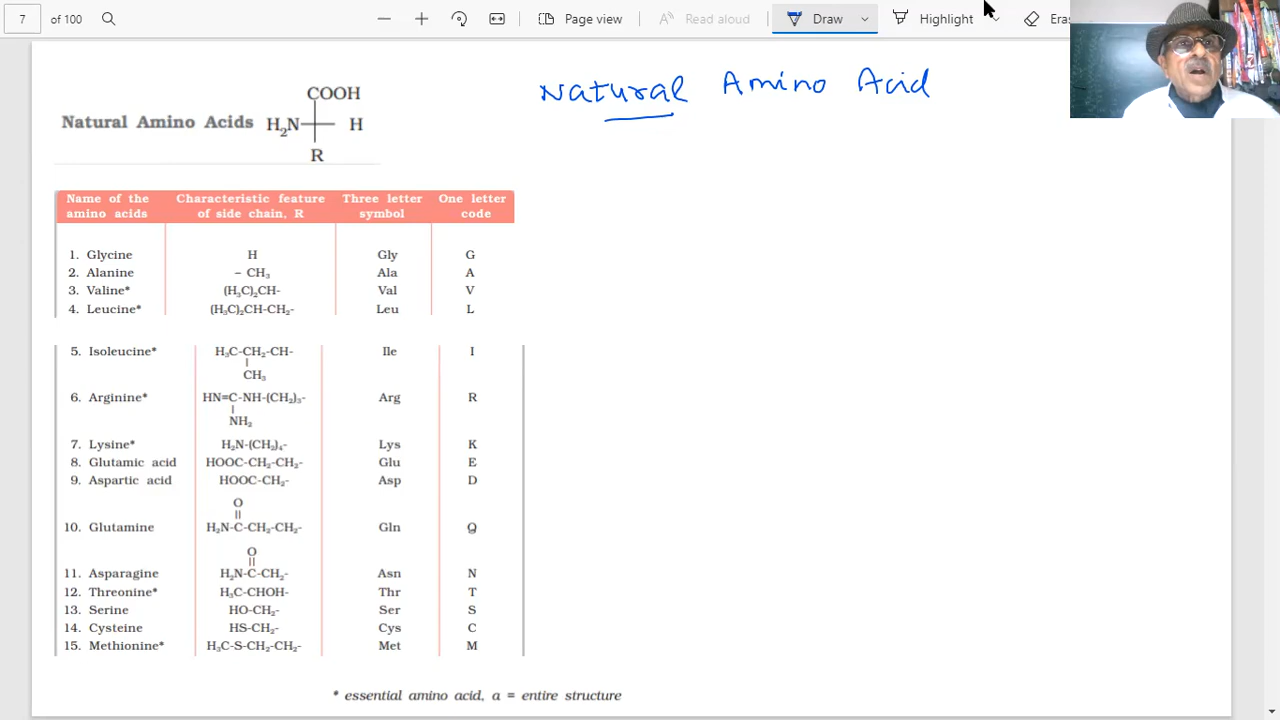 7 of 100 Page view Read aloud Draw Highlight Eras
Natural Amino Acid
COOH
Natural Amino Acids H₂N H
R
Name of the amino acids Characteristic feature of side chain, R Three letter symbol One letter code
1. Glycine H Gly G
2. Alanine – CH₃ Ala A
3. Valine* (H₃C)₂CH- Val V
4. Leucine* (H₃C)₂CH-CH₂- Leu L
5. Isoleucine* H₃C-CH₂-CH- Ile I
CH₃
6. Arginine* HN=C-NH-(CH₂)₃- Arg R
NH₂
7. Lysine* H₂N-(CH₂)₄- Lys K
8. Glutamic acid HOOC-CH₂-CH₂- Glu E
9. Aspartic acid HOOC-CH₂- Asp D
O
10. Glutamine H₂N-C-CH₂-CH₂- Gln Q
O
11. Asparagine H₂N-C-CH₂- Asn N
12. Threonine* H₃C-CHOH- Thr T
13. Serine HO-CH₂- Ser S
14. Cysteine HS-CH₂- Cys C
15. Methionine* H₃C-S-CH₂-CH₂- Met M
* essential amino acid, a = entire structure